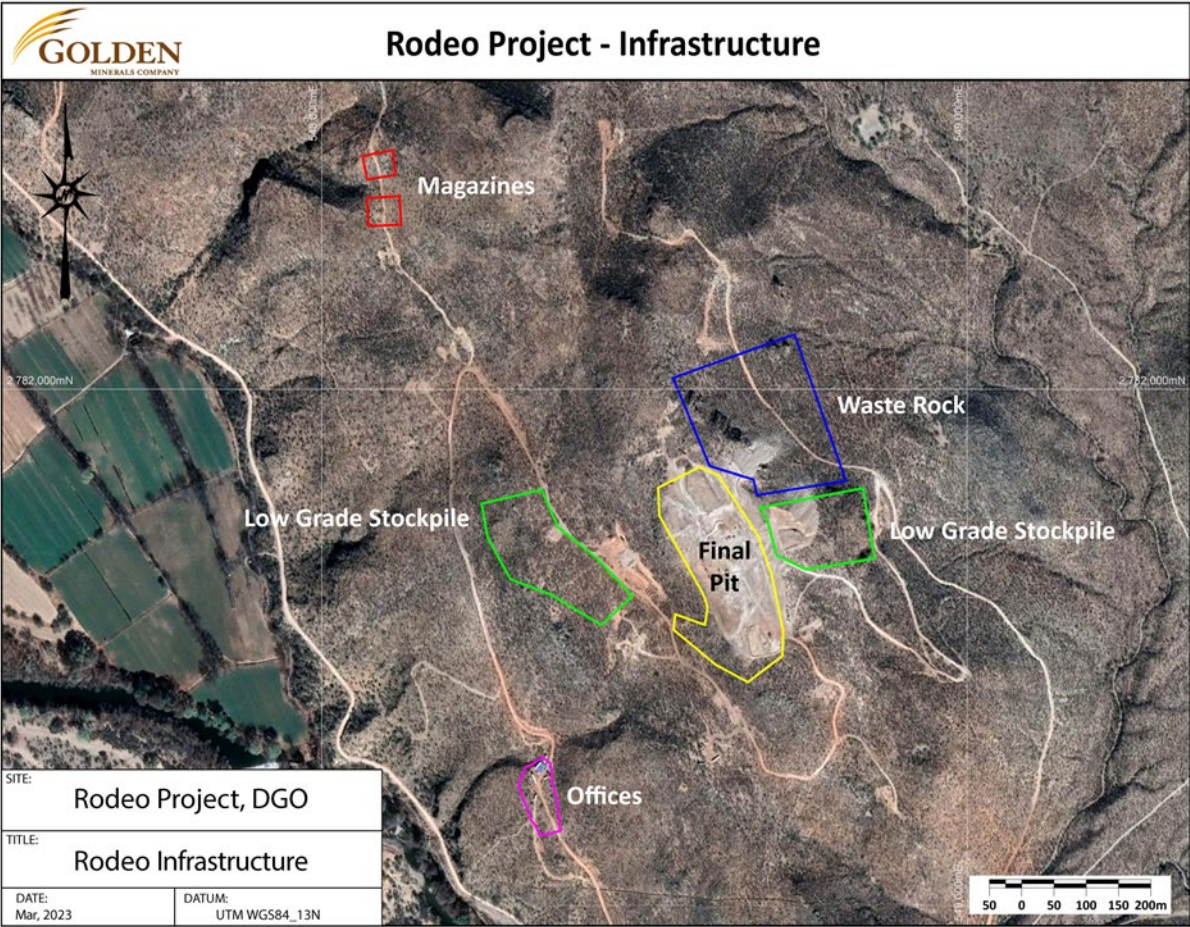 GOLDEN
MINERALS COMPANY
Rodeo Project - Infrastructure
Magazines
2 782,000mN
2,782,000mN
Waste Rock
Low Grade Stockpile
Low Grade Stockpile
Final
Pit
Offices
SITE:
Rodeo Project, DGO
TITLE:
Rodeo Infrastructure
DATE:
Mar, 2023
DATUM:
UTM WGS84_13N
50 0 50 100 150 200m